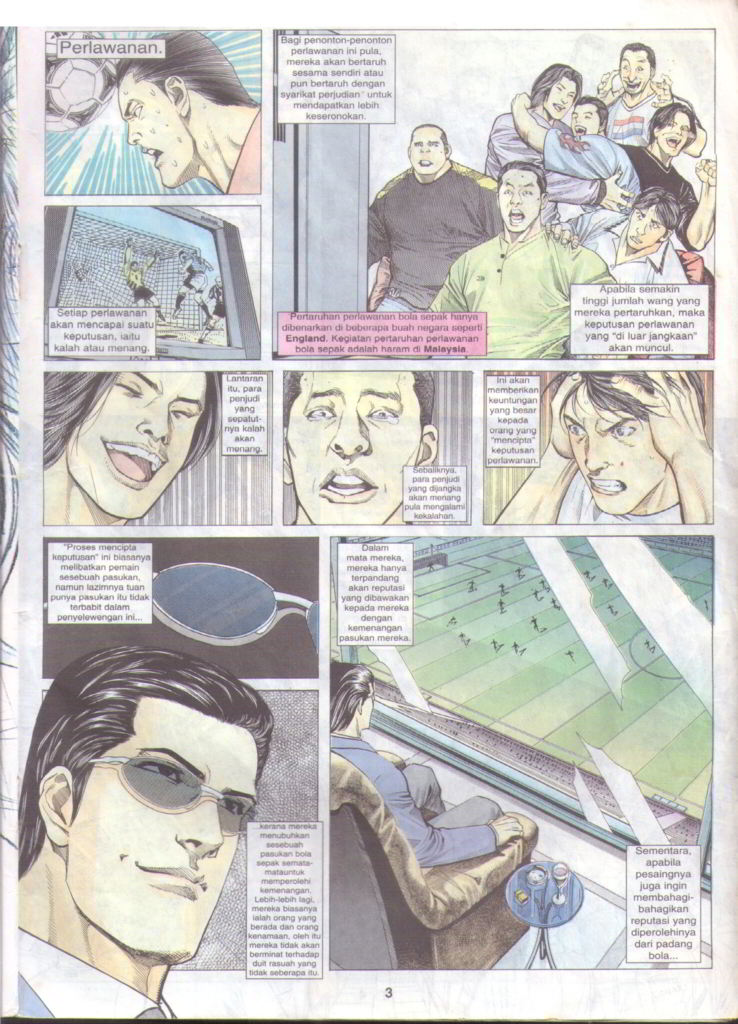 Perlawanan.
Bagi penonton-penonton
perlawanan ini pula,
mereka akan bertaruh
sesama sendiri atau
pun bertaruh dengan
syarikat perjudian" untuk
mendapatkan lebih
keseronokan.
Setiap perlawanan
akan mencapai suatu
keputusan, iaitu
kalah atau menang.
Pertaruhan perlawanan bola sepak hanya
dibenarkan di beberapa buah negara seperti
England. Kegiatan pertaruhan perlawanan
bola sepak adalah haram di Malaysia.
Apabila semakin
tinggi jumlah wang yang
mereka pertaruhkan, maka
keputusan perlawanan
yang "di luar jangkaan"
akan muncul.
Lantaran
itu, para
penjudi
yang
sepatut-
nya kalah
akan
menang.
Sebaliknya,
para penjudi
yang dijangka
akan menang
pula mengalami
kekalahan.
Ini akan
memberikan
keuntungan
yang besar
kepada
orang yang
"mencipta"
keputusan
perlawanan.
"Proses mencipta
keputusan" ini biasanya
melibatkan pemain
sesebuah pasukan,
namun lazimnya tuan
punya pasukan itu tidak
terbabit dalam
penyelewengan ini...
...kerana mereka
menubuhkan
sesebuah
pasukan bola
sepak semata-
matauntuk
memperolehi
kemenangan.
Lebih-lebih lagi,
mereka biasanya
ialah orang yang
berada dan orang
kenamaan, oleh itu
mereka tidak akan
berminat terhadap
duit rasuah yang
tidak seberapa itu.
Dalam
mata mereka,
mereka hanya
terpandang
akan reputasi
yang dibawakan
kepada mereka
dengan
kemenangan
pasukan mereka.
Sementara,
apabila
pesaingnya
juga ingin
membahagi-
bahagikan
reputasi yang
diperolehinya
dari padang
bola...
3